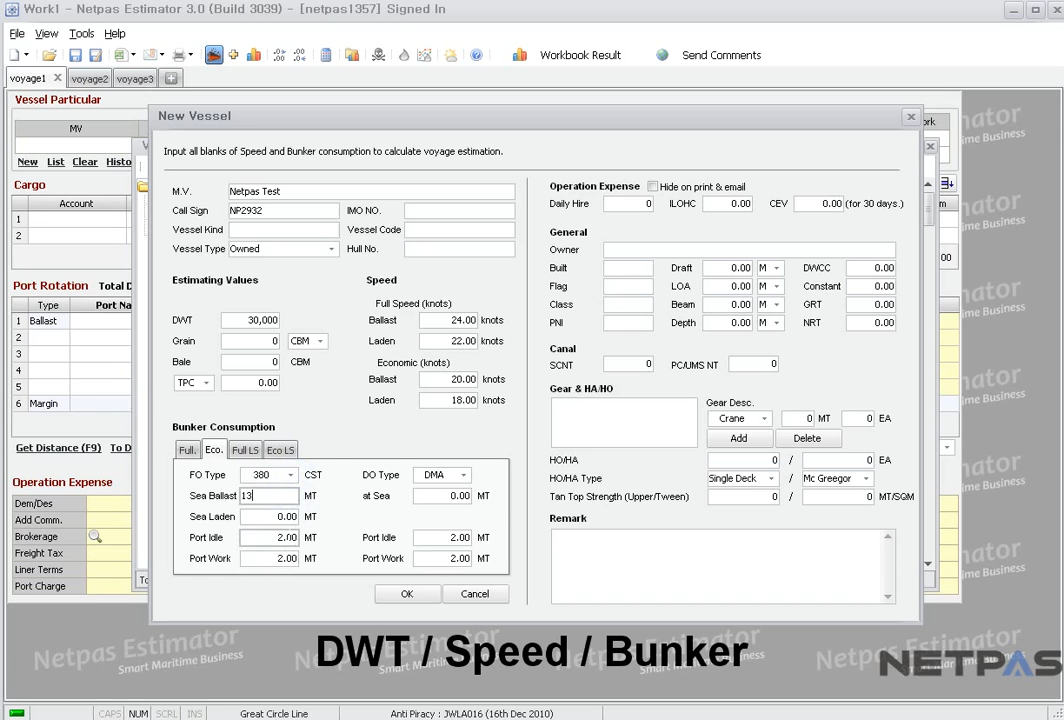 Work1 - Netpas Estimator 3.0 (Build 3039) - [netpas1357] Signed In
File View Tools Help
Workbook Result Send Comments
voyage1 voyage2 voyage3
Vessel Particular
MV
New List Clear Histo
Cargo
Account
1
2
Port Rotation Total D
Type Port Na
1 Ballast
2
3
4
5
6 Margin
Get Distance (F9) To D
Operation Expense
Dem/Des
Add Comm.
Brokerage
Freight Tax
Liner Terms
Port Charge
New Vessel
Input all blanks of Speed and Bunker consumption to calculate voyage estimation.
M.V. Netpas Test
Call Sign NP2932 IMO NO.
Vessel Kind Vessel Code
Vessel Type Owned Hull No.
Estimating Values
DWT 30,000
Grain 0 CBM
Bale 0 CBM
TPC 0.00
Speed
Full Speed (knots)
Ballast 24.00 knots
Laden 22.00 knots
Economic (knots)
Ballast 20.00 knots
Laden 18.00 knots
Bunker Consumption
Full. Eco. Full LS Eco LS
FO Type 380 CST DO Type DMA
Sea Ballast 13 MT at Sea 0.00 MT
Sea Laden 0.00 MT
Port Idle 2.00 MT Port Idle 2.00 MT
Port Work 2.00 MT Port Work 2.00 MT
OK Cancel
Operation Expense Hide on print & email
Daily Hire 0 ILOHC 0.00 CEV 0.00 (for 30 days.)
General
Owner
Built Draft 0.00 M DWCC 0.00
Flag LOA 0.00 M Constant 0.00
Class Beam 0.00 M GRT 0.00
PNI Depth 0.00 M NRT 0.00
Canal
SCNT 0 PC/UMS NT 0
Gear & HA/HO
Gear Desc.
Crane 0 MT 0 EA
Add Delete
HO/HA 0 / 0 EA
HO/HA Type Single Deck / Mc Greegor
Tan Top Strength (Upper/Tween) 0 / 0 MT/SQM
Remark
DWT / Speed / Bunker
Netpas Estimator
Smart Maritime Business
NETPAS
CAPS NUM SCRL INS Great Circle Line Anti Piracy : JWLA016 (16th Dec 2010)